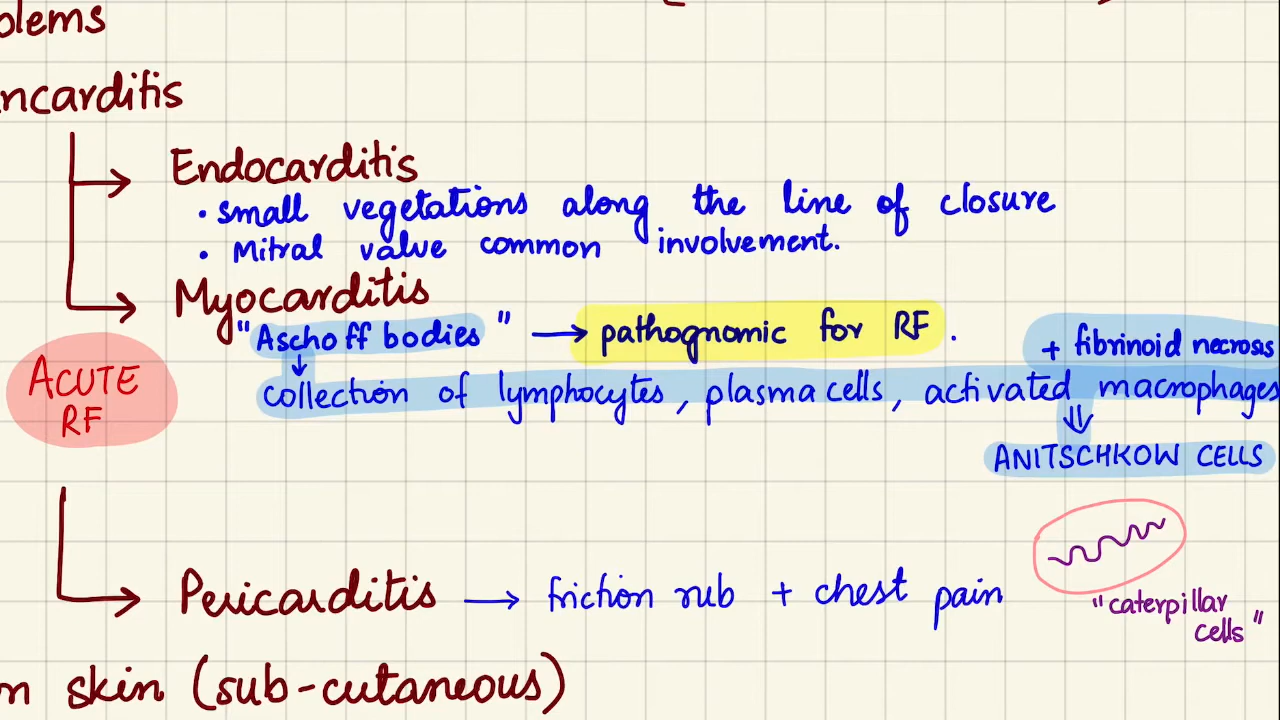 olems
ncarditis
Endocarditis
• small vegetations along the line of closure
• Mitral valve common involvement.
Myocarditis
"Aschoff bodies" → pathognomic for RF.
+ fibrinoid necrosis
collection of lymphocytes, plasma cells, activated macrophages
ACUTE
RF
ANITSCHKOW CELLS
Pericarditis → friction rub + chest pain
"caterpillar
cells"
n skin (sub-cutaneous)